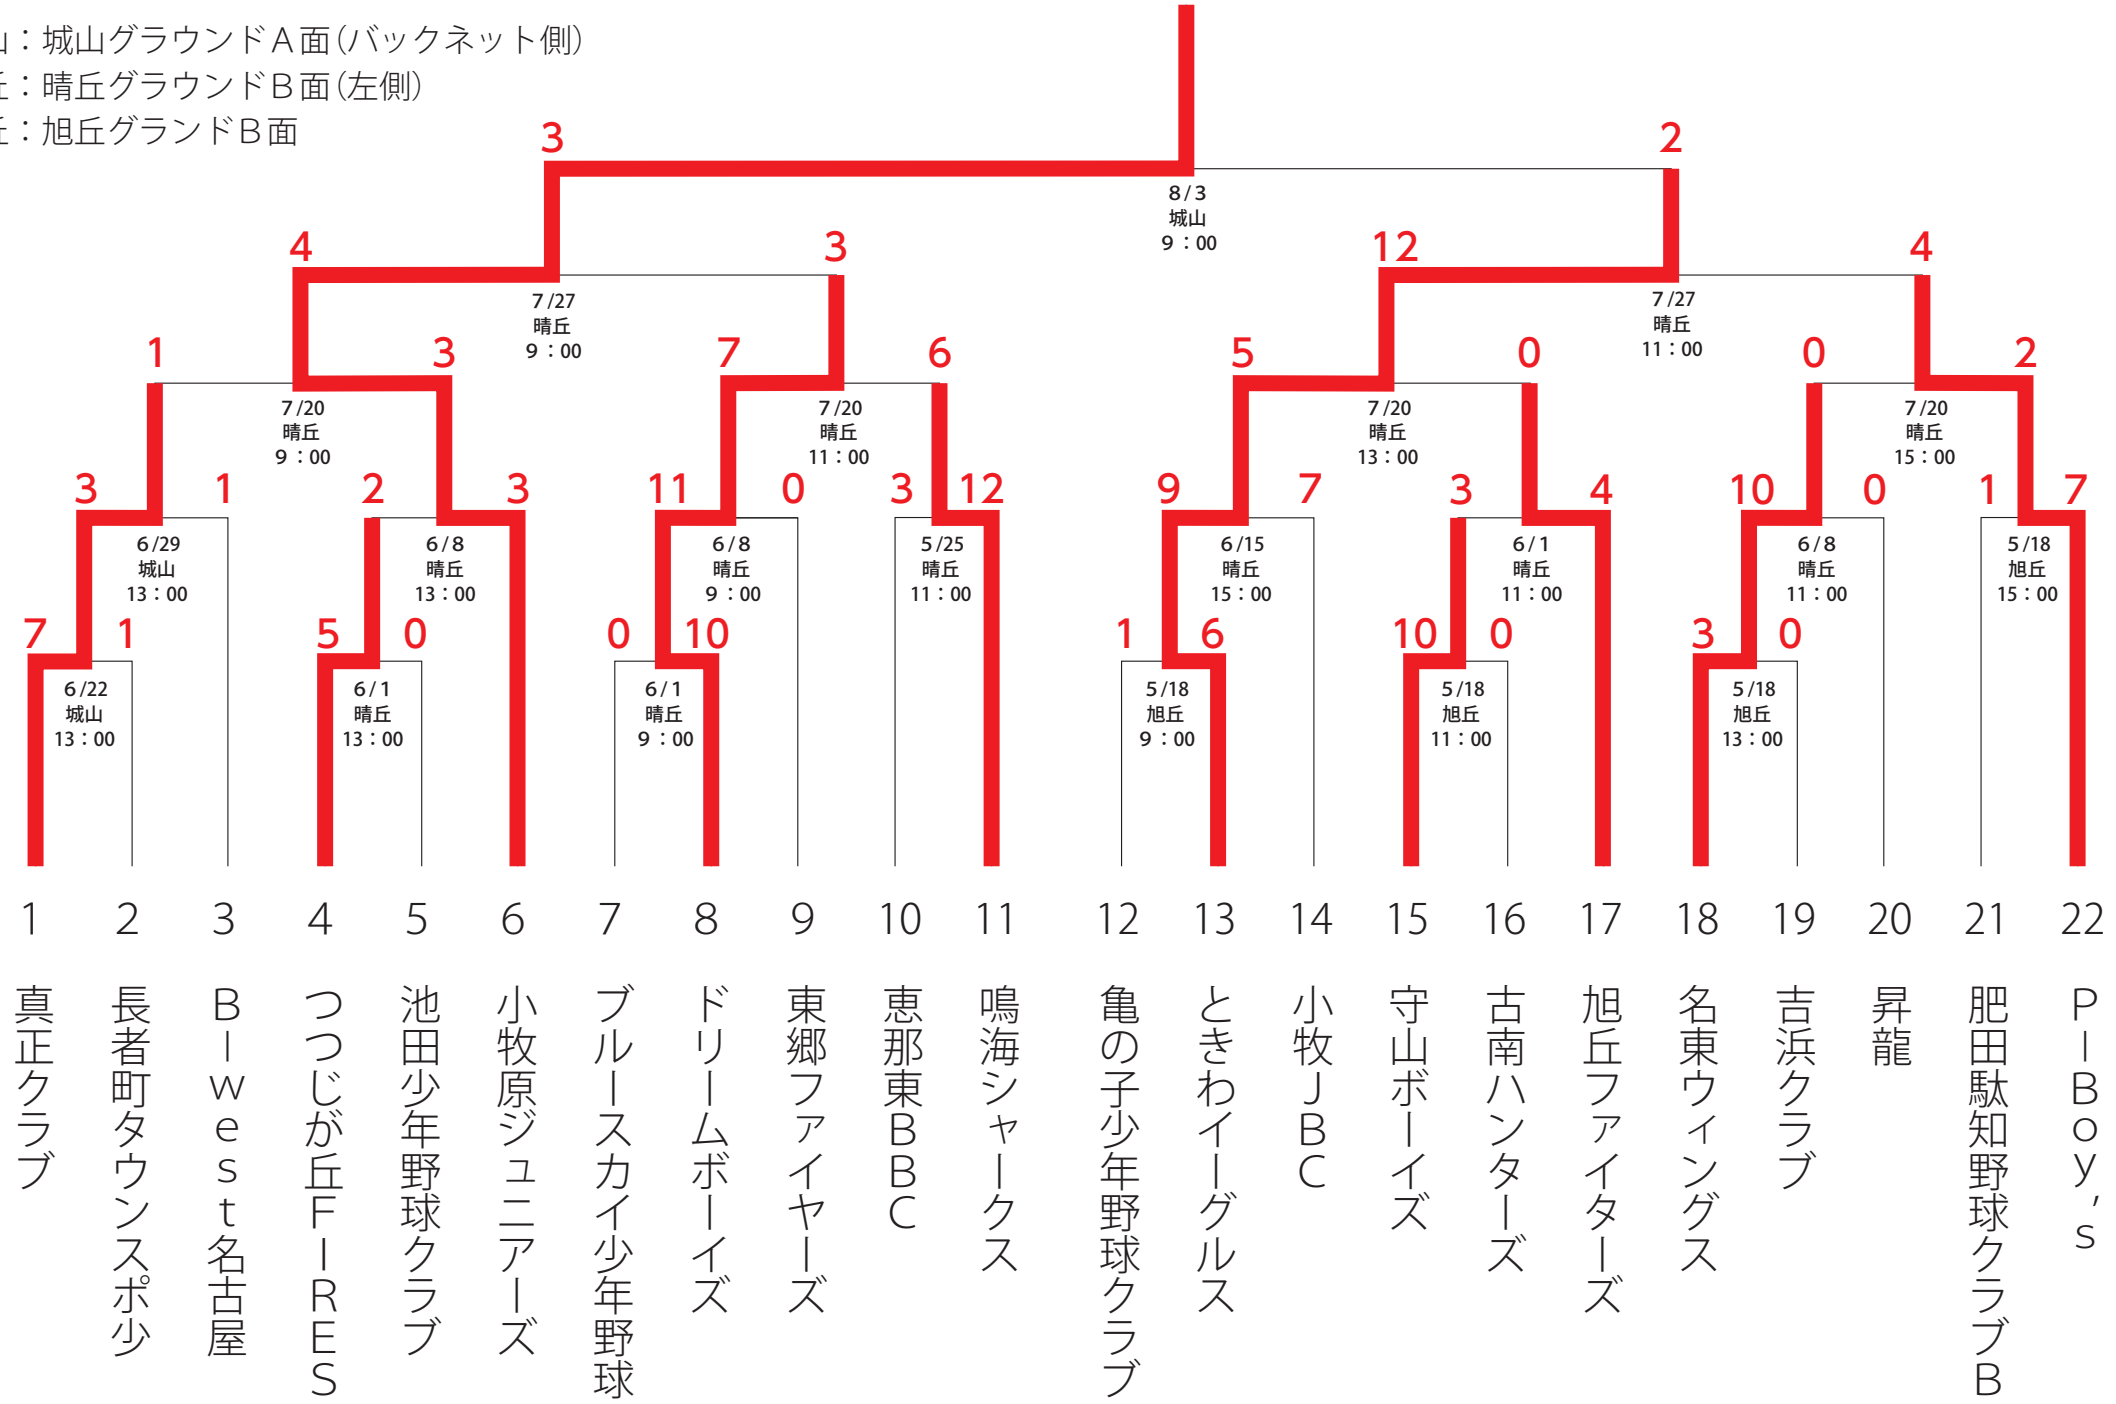 ：城山グラウンドＡ面（バックネット側）
：晴丘グラウンドＢ面（左側）
：旭丘グランドＢ面
3 2
8/3
城山
9：00
4 3 12 4
7/27
晴丘
9：00
7/27
晴丘
11：00
1 3 7 6 5 0 0 2
7/20
晴丘
9：00
7/20
晴丘
11：00
7/20
晴丘
13：00
7/20
晴丘
15：00
3 1 2 3 11 0 3 12 9 7 3 4 10 0 1 7
6/29
城山
13：00
6/8
晴丘
13：00
6/8
晴丘
9：00
5/25
晴丘
11：00
6/15
晴丘
15：00
6/1
晴丘
11：00
6/8
晴丘
11：00
5/18
旭丘
15：00
7 1 5 0 0 10 1 6 10 0 3 0
6/22
城山
13：00
6/1
晴丘
13：00
6/1
晴丘
9：00
5/18
旭丘
9：00
5/18
旭丘
11：00
5/18
旭丘
13：00
1 2 3 4 5 6 7 8 9 10 11 12 13 14 15 16 17 18 19 20 21 22
真正クラブ
長者町タウンスポ少
Ｂ－ｗｅｓｔ名古屋
つつじが丘ＦＩＲＥＳ
池田少年野球クラブ
小牧原ジュニアーズ
ブルースカイ少年野球
ドリームボーイズ
東郷ファイヤーズ
恵那東ＢＢＣ
鳴海シャークス
亀の子少年野球クラブ
ときわイーグルス
小牧ＪＢＣ
守山ボーイズ
古南ハンターズ
旭丘ファイターズ
名東ウィングス
吉浜クラブ
昇龍
肥田駄知野球クラブＢ
Ｐ－Ｂｏｙ’ｓ